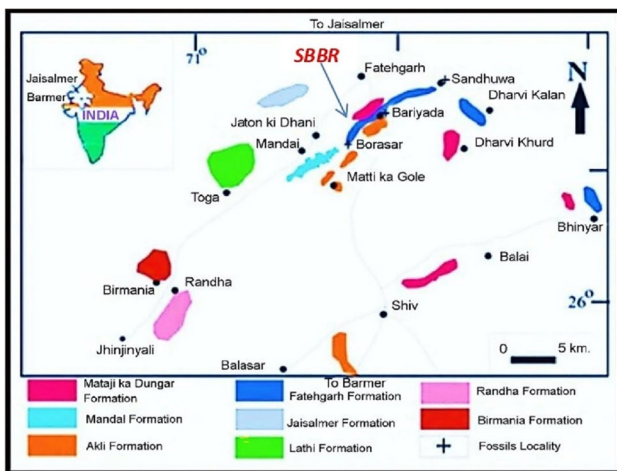 To Jaisalmer
71°
SBBR
Fatehgarh
Sandhuwa
N
Jaisalmer
Barmer
INDIA
Dharvi Kalan
Bariyada
Jaton ki Dhani
Mandai
Borasar
Dharvi Khurd
Matti ka Gole
Toga
Bhinyar
Balai
Birmania
Randha
26°
Shiv
Jhinjinyali
Balasar
5 km.
0
To Barmer
Mataji ka Dungar
Formation
Fatehgarh Formation
Randha Formation
Mandal Formation
Jaisalmer Formation
Birmania Formation
Akli Formation
Lathi Formation
Fossils Locality